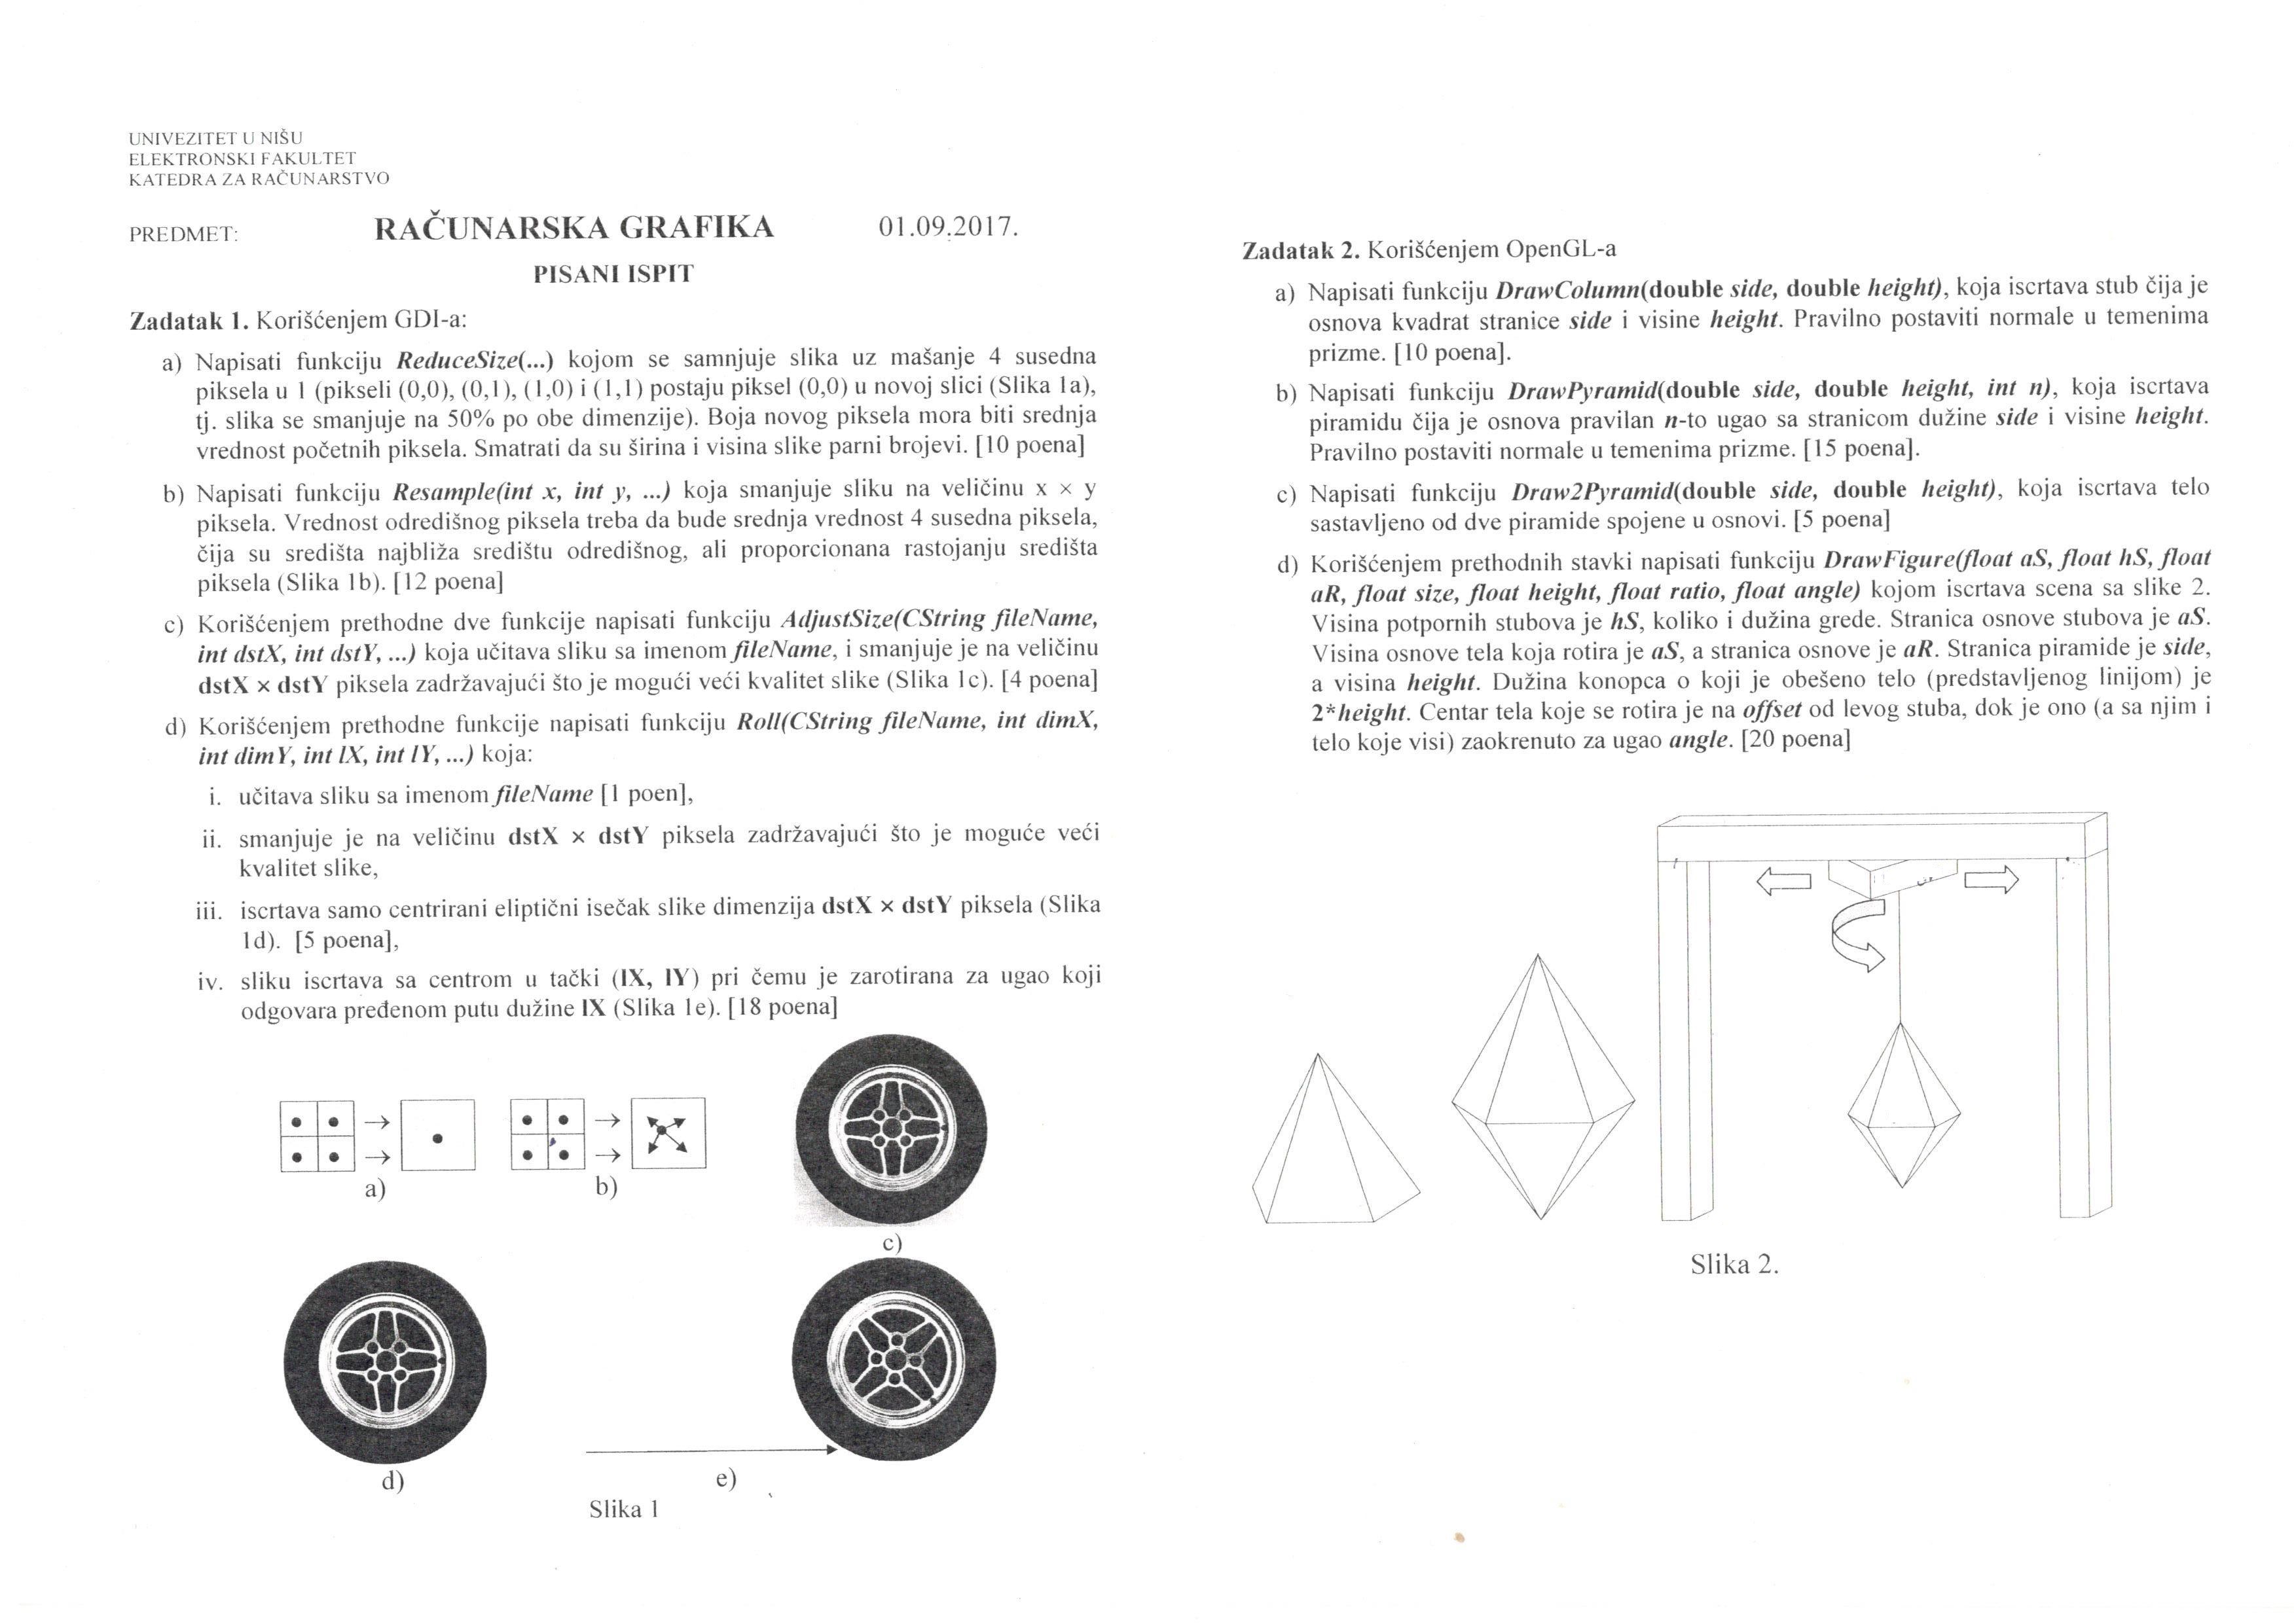 UNIVEZITET U NIŠU
ELEKTRONSKI FAKULTET
KATEDRA ZA RAČUNARSTVO
PREDMET: RAČUNARSKA GRAFIKA 01.09.2017.
PISANI ISPIT
Zadatak 1. Korišćenjem GDI-a:
a) Napisati funkciju ReduceSize(...) kojom se samnjuje slika uz mašanje 4 susedna
piksela u 1 (pikseli (0,0), (0,1), (1,0) i (1,1) postaju piksel (0,0) u novoj slici (Slika 1a),
tj. slika se smanjuje na 50% po obe dimenzije). Boja novog piksela mora biti srednja
vrednost početnih piksela. Smatrati da su širina i visina slike parni brojevi. [10 poena]
b) Napisati funkciju Resample(int x, int y, ...) koja smanjuje sliku na veličinu x × y
piksela. Vrednost odredišnog piksela treba da bude srednja vrednost 4 susedna piksela,
čija su središta najbliža središtu odredišnog, ali proporcionana rastojanju središta
piksela (Slika 1b). [12 poena]
c) Korišćenjem prethodne dve funkcije napisati funkciju AdjustSize(CString fileName,
int dstX, int dstY, ...) koja učitava sliku sa imenom fileName, i smanjuje je na veličinu
dstX × dstY piksela zadržavajući što je mogući veći kvalitet slike (Slika 1c). [4 poena]
d) Korišćenjem prethodne funkcije napisati funkciju Roll(CString fileName, int dimX,
int dimY, int lX, int lY, ...) koja:
i. učitava sliku sa imenom fileName [1 poen],
ii. smanjuje je na veličinu dstX × dstY piksela zadržavajući što je moguće veći
kvalitet slike,
iii. iscrtava samo centrirani eliptični isečak slike dimenzija dstX × dstY piksela (Slika
1d). [5 poena],
iv. sliku iscrtava sa centrom u tački (lX, lY) pri čemu je zarotirana za ugao koji
odgovara pređenom putu dužine lX (Slika 1e). [18 poena]
a)
b)
c)
d)
e)
Slika 1
Zadatak 2. Korišćenjem OpenGL-a
a) Napisati funkciju DrawColumn(double side, double height), koja iscrtava stub čija je
osnova kvadrat stranice side i visine height. Pravilno postaviti normale u temenima
prizme. [10 poena].
b) Napisati funkciju DrawPyramid(double side, double height, int n), koja iscrtava
piramidu čija je osnova pravilan n-to ugao sa stranicom dužine side i visine height.
Pravilno postaviti normale u temenima prizme. [15 poena].
c) Napisati funkciju Draw2Pyramid(double side, double height), koja iscrtava telo
sastavljeno od dve piramide spojene u osnovi. [5 poena]
d) Korišćenjem prethodnih stavki napisati funkciju DrawFigure(float aS, float hS, float
aR, float size, float height, float ratio, float angle) kojom iscrtava scena sa slike 2.
Visina potpornih stubova je hS, koliko i dužina grede. Stranica osnove stubova je aS.
Visina osnove tela koja rotira je aS, a stranica osnove je aR. Stranica piramide je side,
a visina height. Dužina konopca o koji je obešeno telo (predstavljenog linijom) je
2*height. Centar tela koje se rotira je na offset od levog stuba, dok je ono (a sa njim i
telo koje visi) zaokrenuto za ugao angle. [20 poena]
Slika 2.